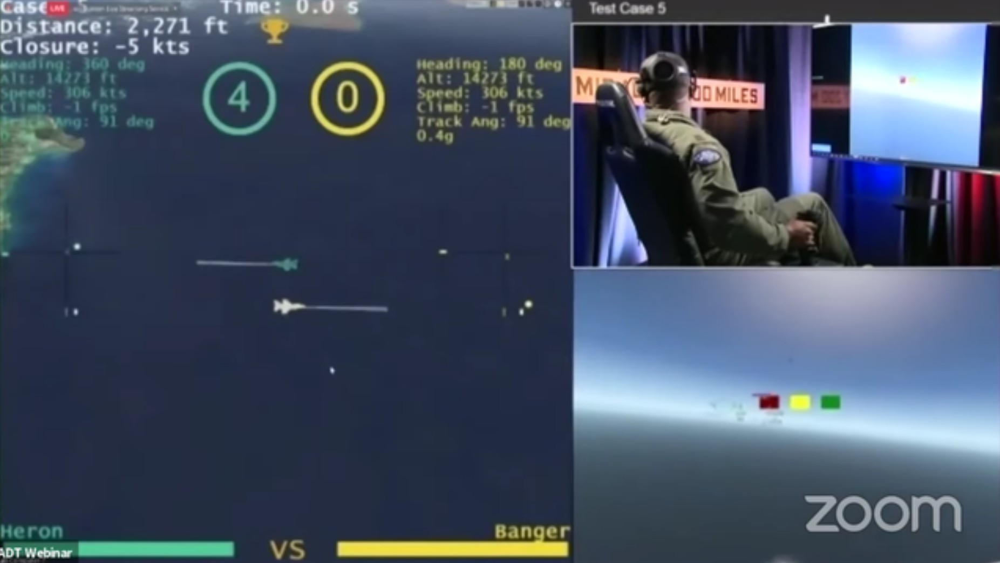 Case 5 Time: 0.0 s
LIVE
Distance: 2,271 ft
Closure: -5 kts
Heading: 360 deg
Alt: 14273 ft
Speed: 306 kts
Climb: -1 fps
Track Ang: 91 deg
4
0
Heading: 180 deg
Alt: 14273 ft
Speed: 306 kts
Climb: -1 fps
Track Ang: 91 deg
0.4g
Heron
VS
Banger
ADT Webinar
Test Case 5
00 MILES
zoom